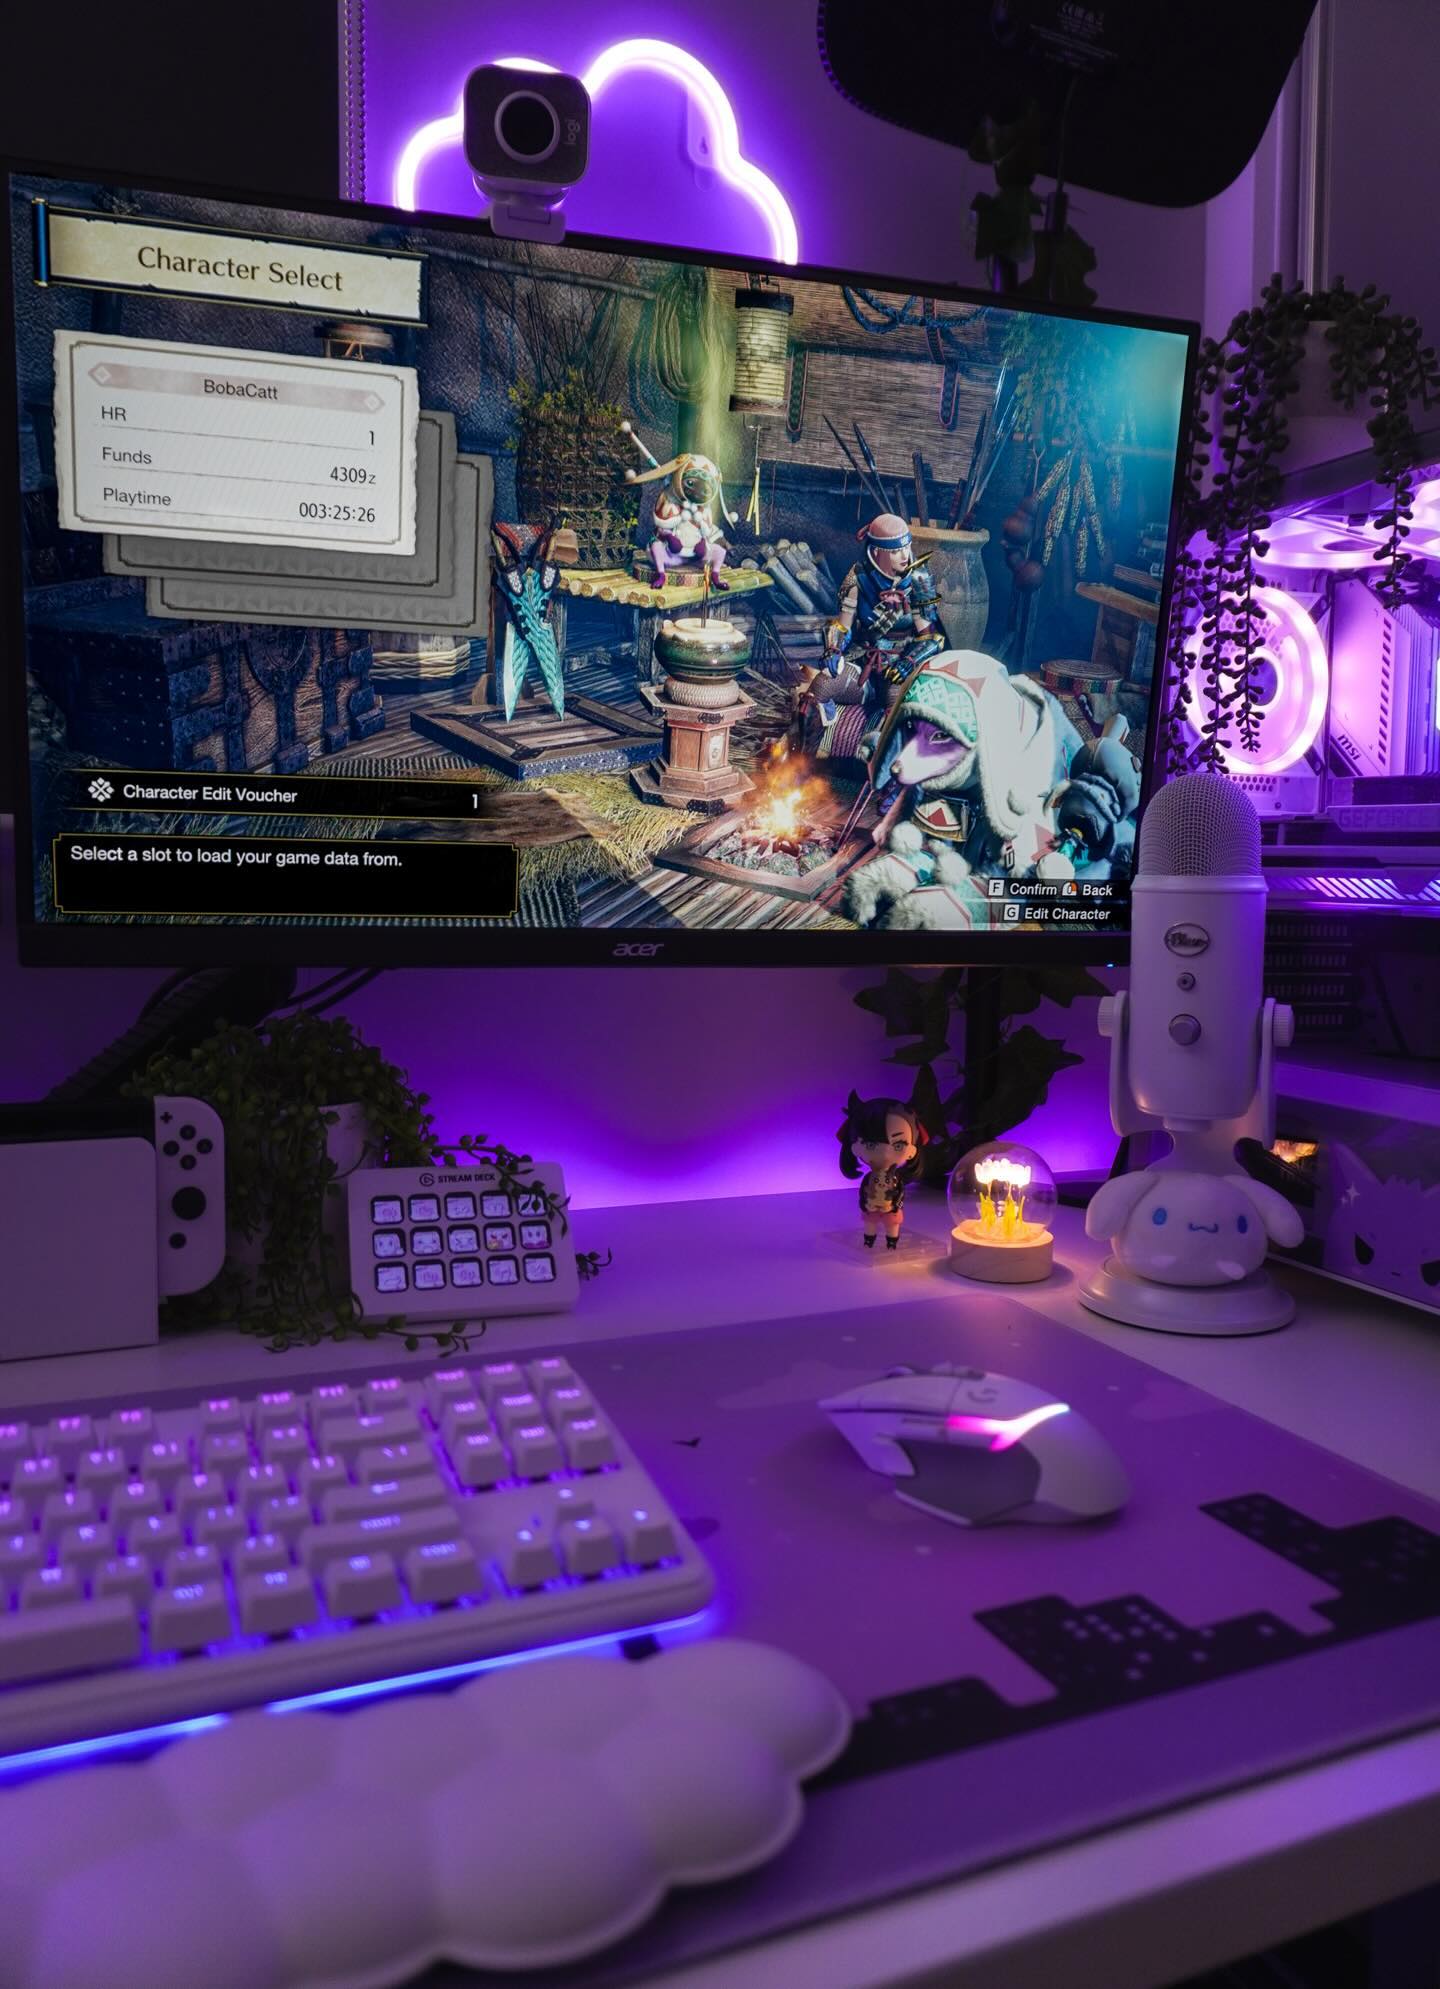 logi
Character Select
BobaCatt
HR
1
Funds
4309z
Playtime
003:25:26
Character Edit Voucher
1
Select a slot to load your game data from.
F Confirm Back
G Edit Character
acer
msi
GEFORCE
Blue
STREAM DECK